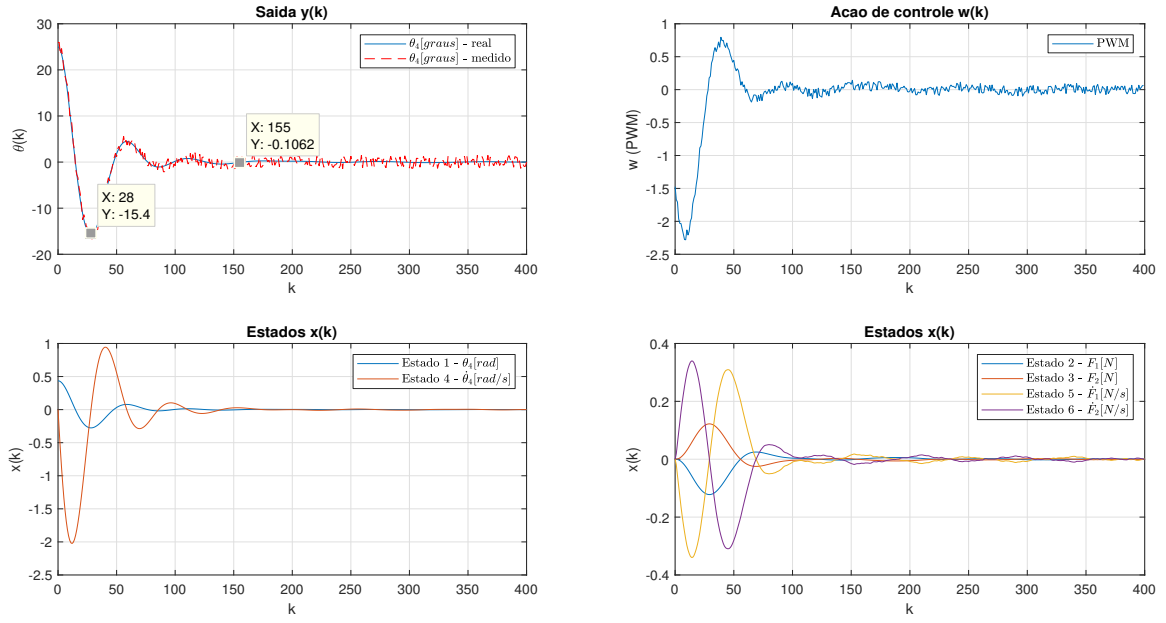 Saida y(k)
θ(k)
30
20
10
0
-10
-20
θ₄[graus] - real
θ₄[graus] - medido
X: 155
Y: -0.1062
X: 28
Y: -15.4
0 50 100 150 200 250 300 350 400
k
Acao de controle w(k)
w (PWM)
1
0.5
0
-0.5
-1
-1.5
-2
-2.5
PWM
0 50 100 150 200 250 300 350 400
k
Estados x(k)
x(k)
1
0.5
0
-0.5
-1
-1.5
-2
-2.5
Estado 1 - θ₄[rad]
Estado 4 - θ̇₄[rad/s]
0 50 100 150 200 250 300 350 400
k
Estados x(k)
x(k)
0.4
0.2
0
-0.2
-0.4
Estado 2 - F₁[N]
Estado 3 - F₂[N]
Estado 5 - Ḟ₁[N/s]
Estado 6 - Ḟ₂[N/s]
0 50 100 150 200 250 300 350 400
k